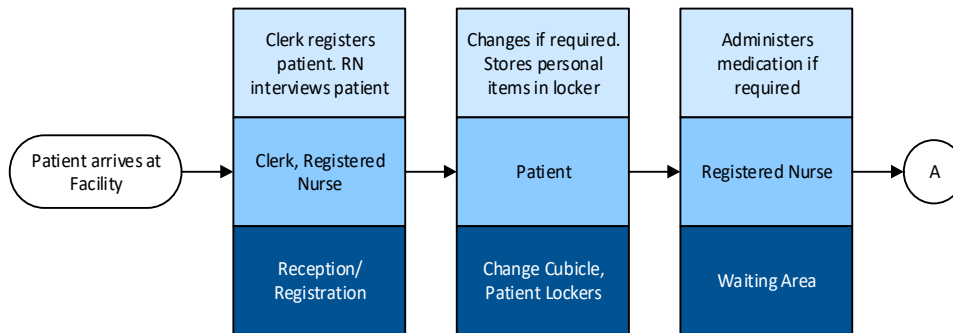 Patient arrives at
Facility
Clerk registers
patient. RN
interviews patient
Clerk, Registered
Nurse
Reception/
Registration
Changes if required.
Stores personal
items in locker
Patient
Change Cubicle,
Patient Lockers
Administers
medication if
required
Registered Nurse
Waiting Area
A